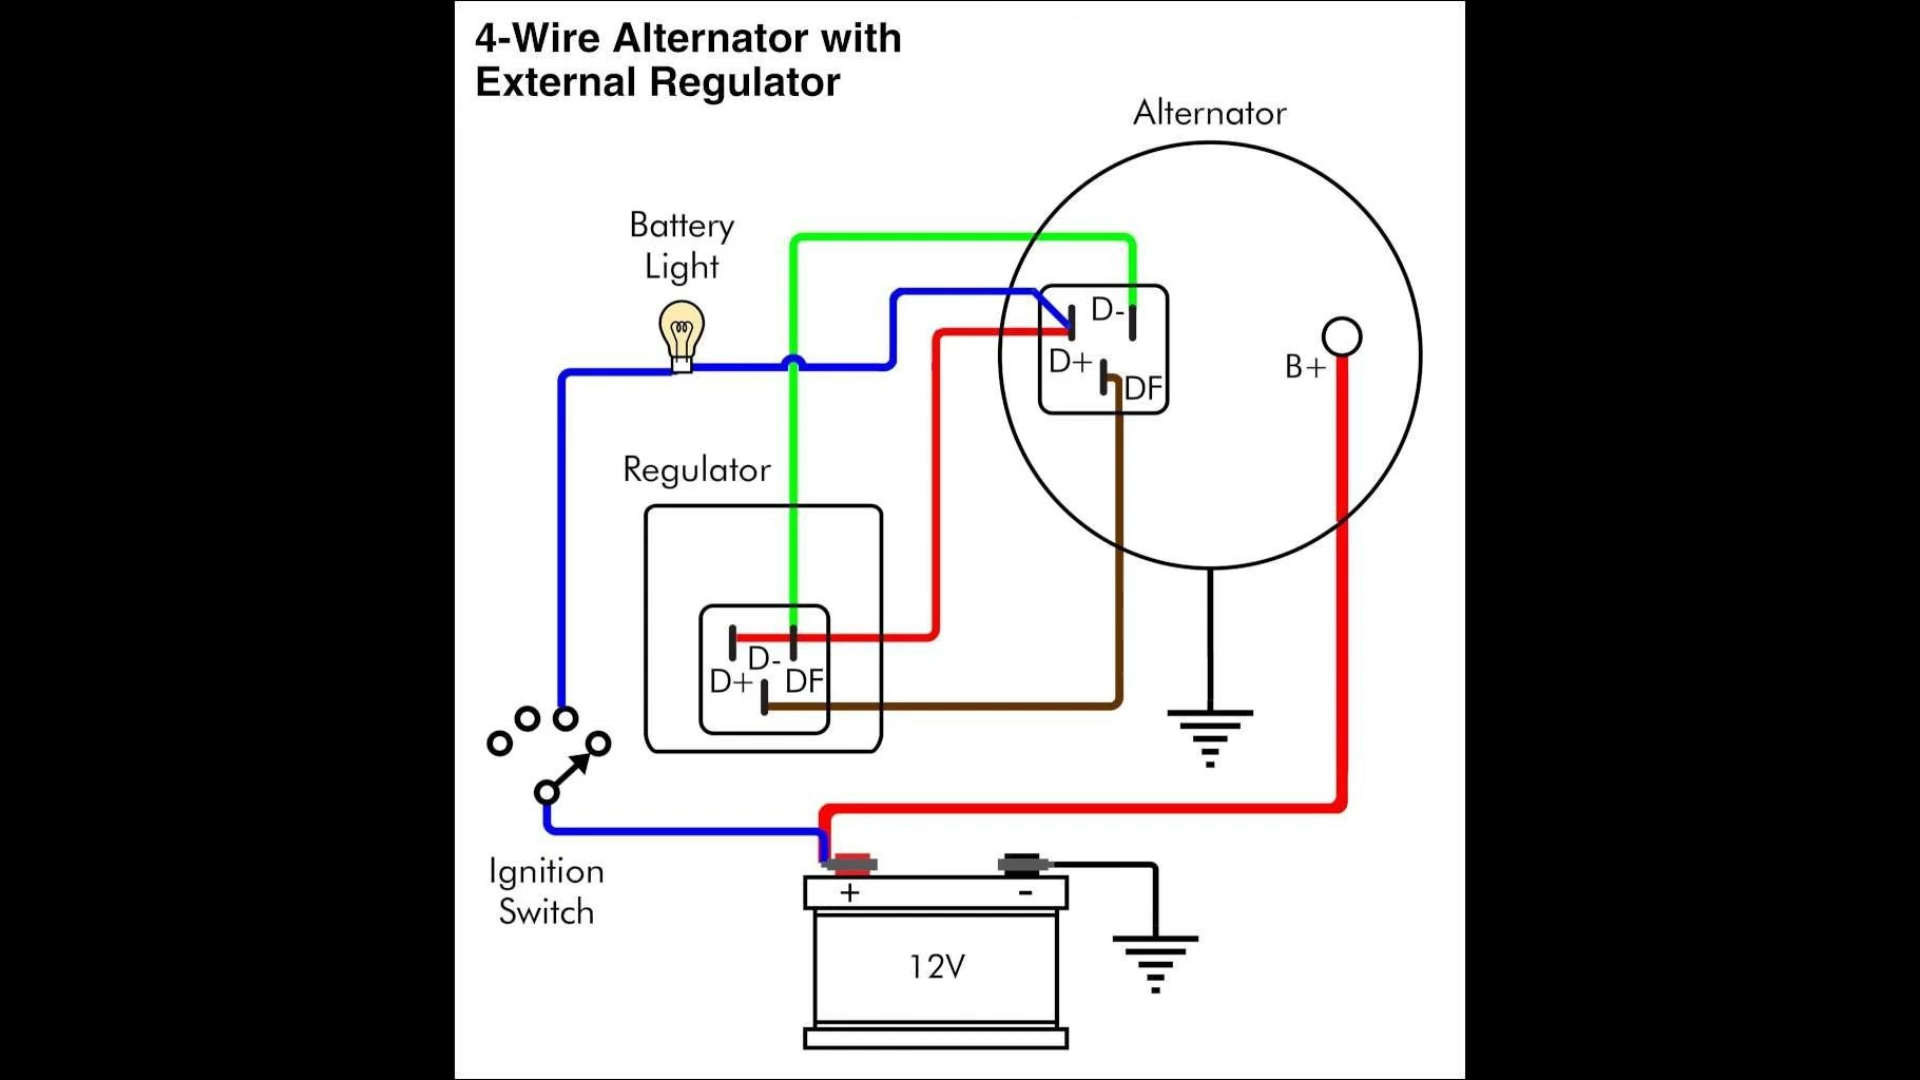 4-Wire Alternator with
External Regulator
Alternator
Battery
Light
D-
D+
DF
B+
Regulator
D-
D+ DF
Ignition
Switch
+ -
12V